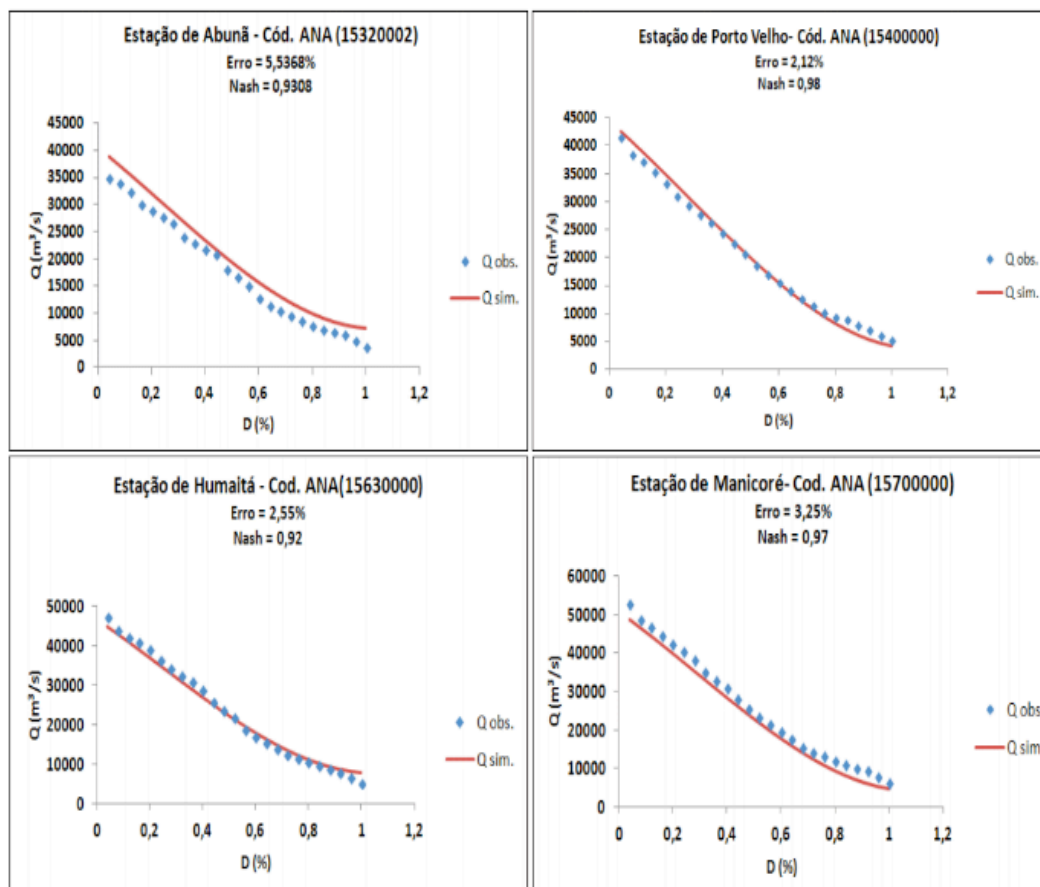 Estação de Abunã - Cód. ANA (15320002)
Erro = 5,5368%
Nash = 0,9308
Q (m³/s)
45000
40000
35000
30000
25000
20000
15000
10000
5000
0
0 0,2 0,4 0,6 0,8 1 1,2
D (%)
Q obs.
Q sim.
Estação de Porto Velho- Cód. ANA (15400000)
Erro = 2,12%
Nash = 0,98
Q (m³/s)
45000
40000
35000
30000
25000
20000
15000
10000
5000
0
0 0,2 0,4 0,6 0,8 1 1,2
D (%)
Q obs.
Q sim.
Estação de Humaitá - Cod. ANA(15630000)
Erro = 2,55%
Nash = 0,92
Q (m³/s)
50000
40000
30000
20000
10000
0
0 0,2 0,4 0,6 0,8 1 1,2
D (%)
Q obs.
Q sim.
Estação de Manicoré- Cod. ANA (15700000)
Erro = 3,25%
Nash = 0,97
Q (m³/s)
60000
50000
40000
30000
20000
10000
0
0 0,2 0,4 0,6 0,8 1 1,2
D (%)
Q obs
Q sim